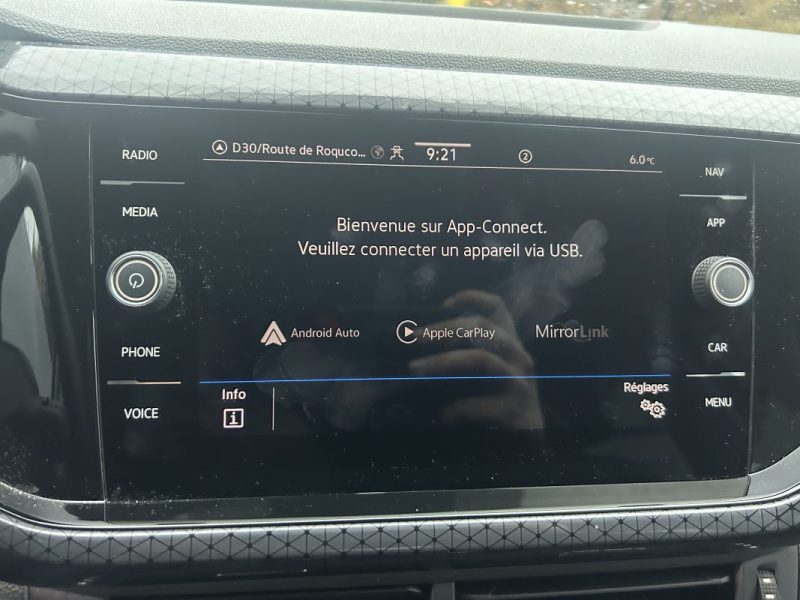 RADIO
MEDIA
PHONE
VOICE
D30/Route de Roquco... 9:21 2 6.0°C
Bienvenue sur App-Connect.
Veuillez connecter un appareil via USB.
Android Auto Apple CarPlay MirrorLink
Info Réglages
i
NAV
APP
CAR
MENU